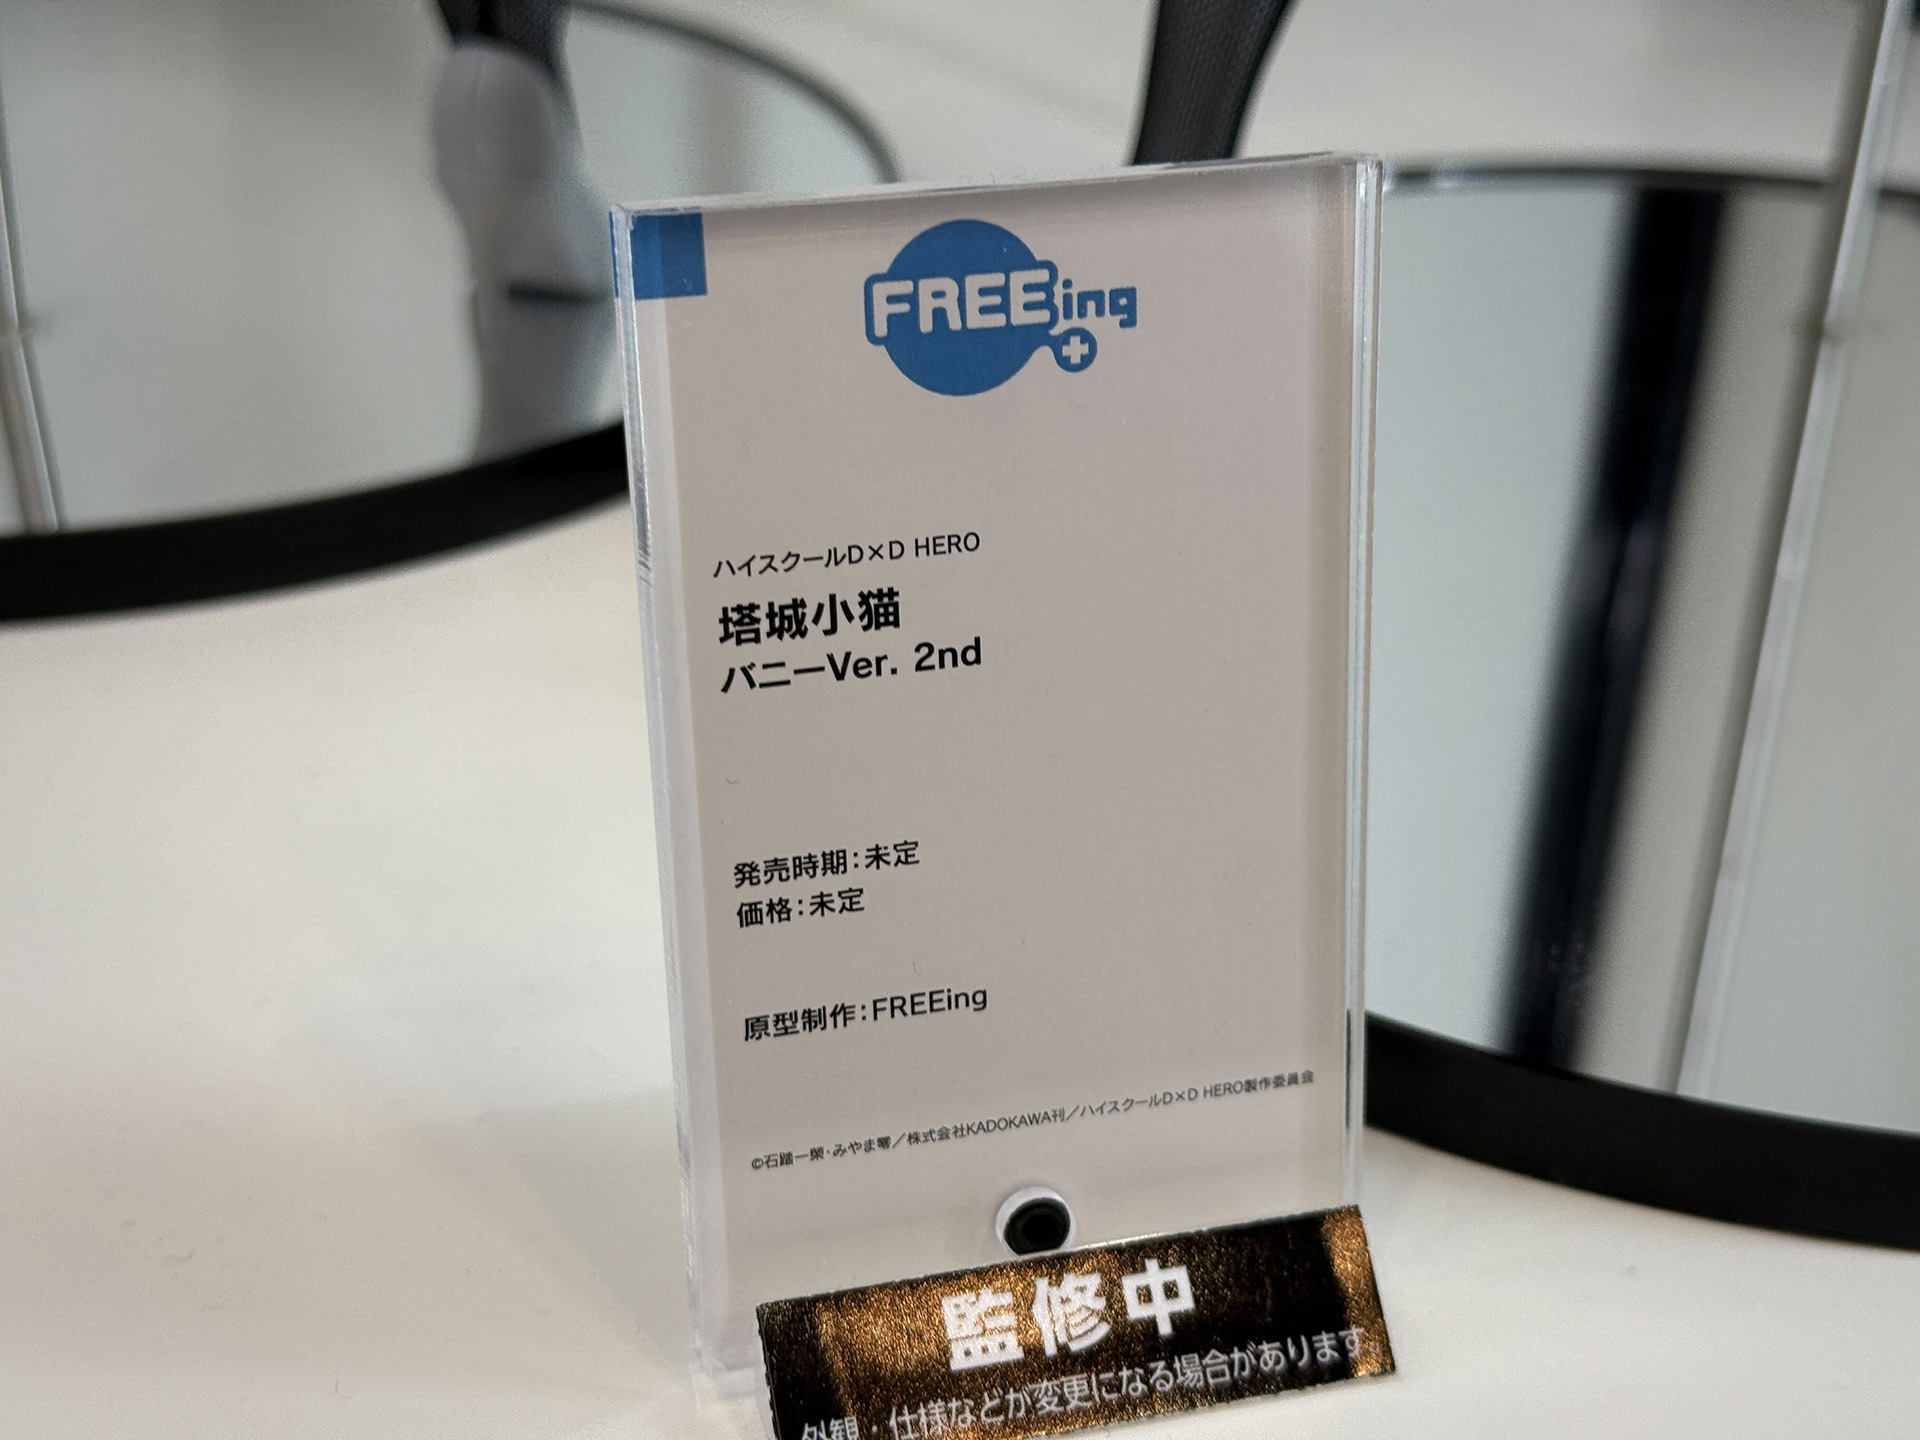 FREEing
ハイスクールD×D HERO
塔城小猫
バニーVer. 2nd
発売時期：未定
価格：未定
原型制作：FREEing
©石踏一榮・みやま零／株式会社KADOKAWA刊／ハイスクールD×D HERO製作委員会
監修中
外観・仕様などが変更になる場合があります。